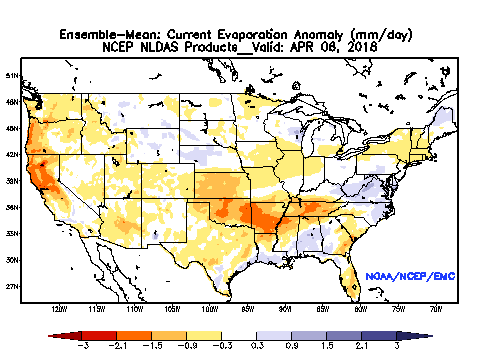 Ensemble-Mean: Current Evaporation Anomaly (mm/day)
NCEP NLDAS Products__Valid: APR 06, 2018
51N
48N
45N
42N
39N
36N
33N
30N
27N
NOAA/NCEP/EMC
120W 115W 110W 105W 100W 95W 90W 85W 80W 75W 70W
-3 -2.1 -1.5 -0.9 -0.3 0.3 0.9 1.5 2.1 3